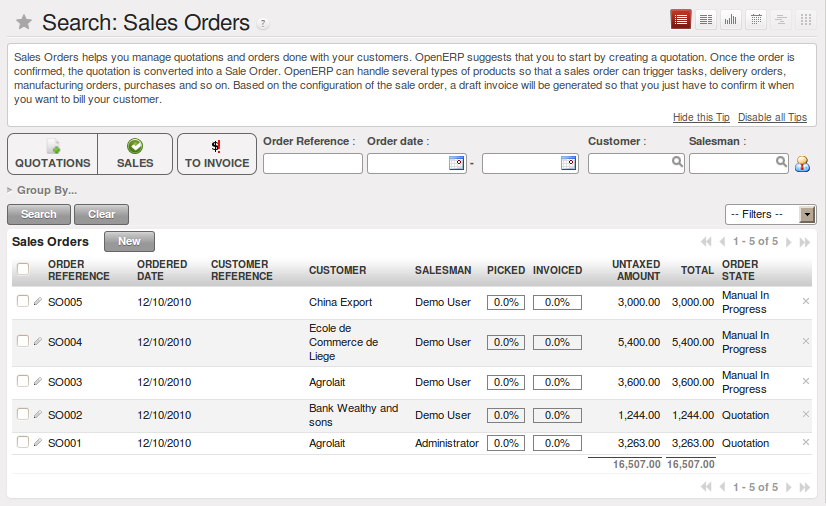 Search: Sales Orders ?
Sales Orders helps you manage quotations and orders done with your customers. OpenERP suggests that you to start by creating a quotation. Once the order is
confirmed, the quotation is converted into a Sale Order. OpenERP can handle several types of products so that a sales order can trigger tasks, delivery orders,
manufacturing orders, purchases and so on. Based on the configuration of the sale order, a draft invoice will be generated so that you just have to confirm it when
you want to bill your customer.
Hide this Tip Disable all Tips
QUOTATIONS SALES $! TO INVOICE
Order Reference : Order date : - Customer : Salesman :
> Group By...
Search Clear -- Filters --
Sales Orders New 1 - 5 of 5
ORDER REFERENCE ORDERED DATE CUSTOMER REFERENCE CUSTOMER SALESMAN PICKED INVOICED UNTAXED AMOUNT TOTAL ORDER STATE
SO005 12/10/2010 China Export Demo User 0.0% 0.0% 3,000.00 3,000.00 Manual In Progress
SO004 12/10/2010 Ecole de Commerce de Liege Demo User 0.0% 0.0% 5,400.00 5,400.00 Manual In Progress
SO003 12/10/2010 Agrolait Demo User 0.0% 0.0% 3,600.00 3,600.00 Manual In Progress
SO002 12/10/2010 Bank Wealthy and sons Demo User 0.0% 0.0% 1,244.00 1,244.00 Quotation
SO001 12/10/2010 Agrolait Administrator 0.0% 0.0% 3,263.00 3,263.00 Quotation
16,507.00 16,507.00
1 - 5 of 5